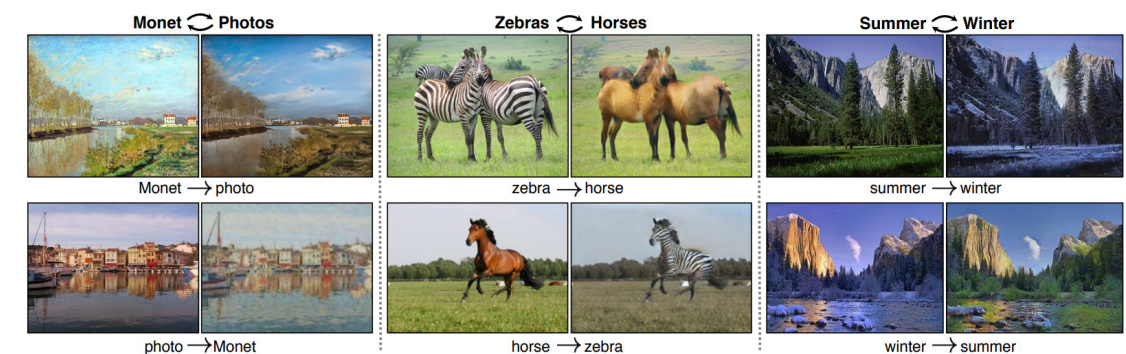 Monet ⇄ Photos
Zebras ⇄ Horses
Summer ⇄ Winter
Monet → photo
zebra → horse
summer → winter
photo → Monet
horse → zebra
winter → summer